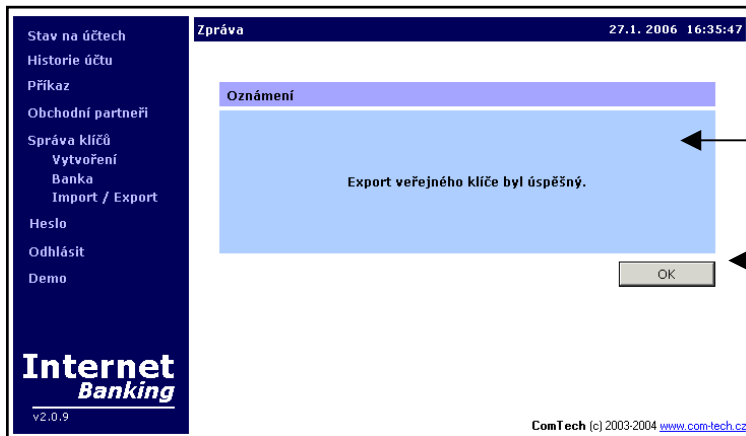 Zpráva 27.1. 2006 16:35:47
Stav na účtech
Historie účtu
Příkaz
Obchodní partneři
Správa klíčů
Vytvoření
Banka
Import / Export
Heslo
Odhlásit
Demo
Internet
Banking
v2.0.9
Oznámení
Export veřejného klíče byl úspěšný.
OK
ComTech (c) 2003-2004 www.com-tech.cz